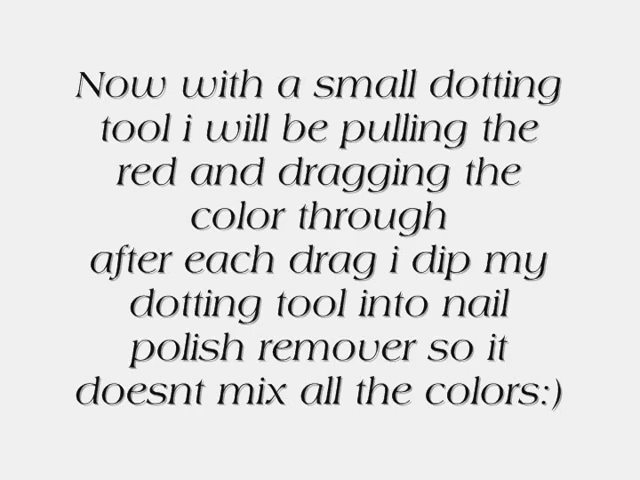 Now with a small dotting
tool i will be pulling the
red and dragging the
color through
after each drag i dip my
dotting tool into nail
polish remover so it
doesnt mix all the colors:)